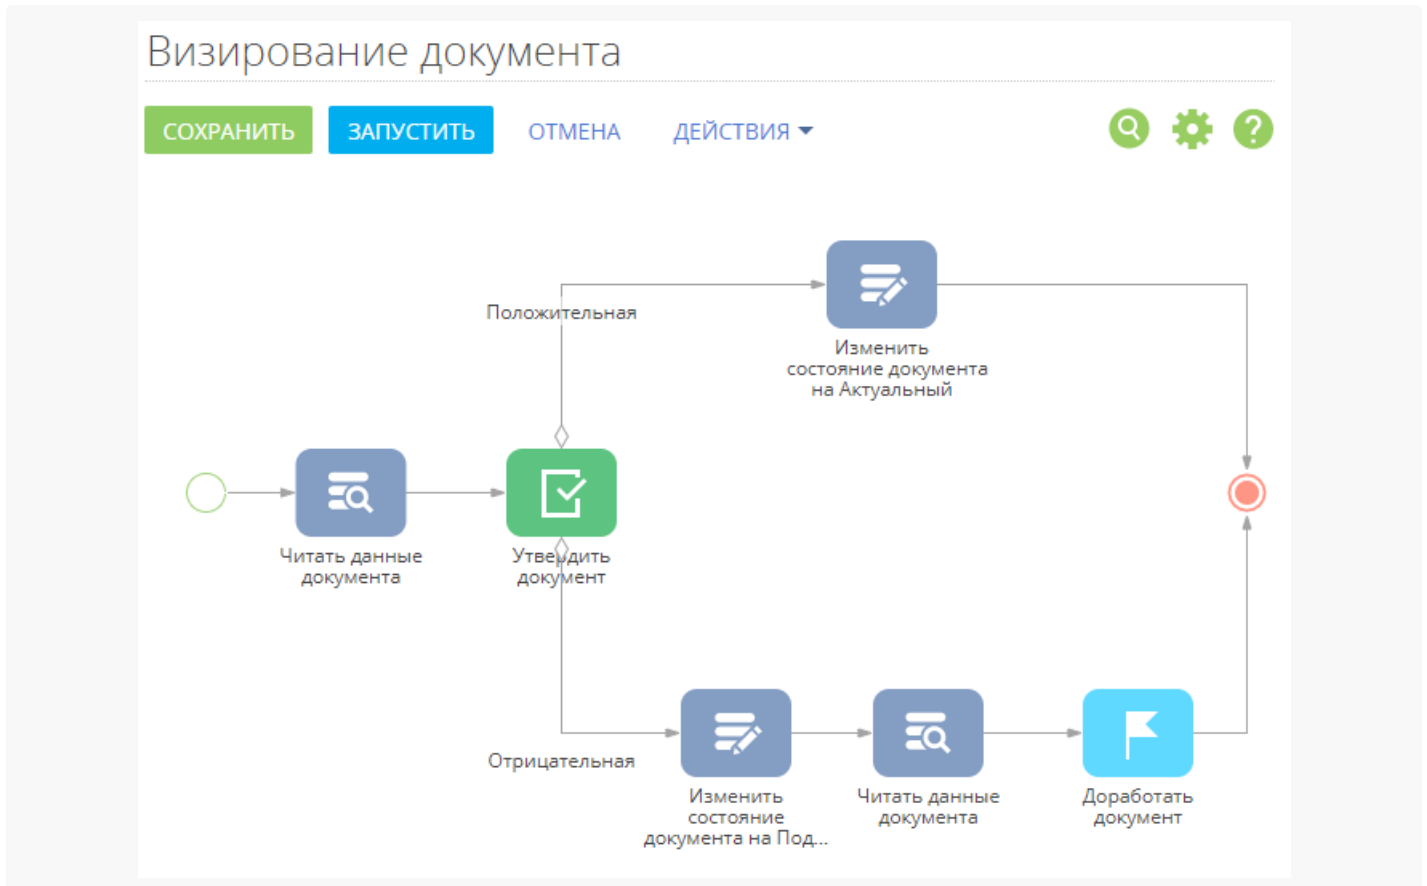 Визирование документа
СОХРАНИТЬ ЗАПУСТИТЬ ОТМЕНА ДЕЙСТВИЯ
Положительная
Изменить
состояние документа
на Актуальный
Читать данные
документа
Утвердить
документ
Отрицательная
Изменить
состояние
документа на Под...
Читать данные
документа
Доработать
документ